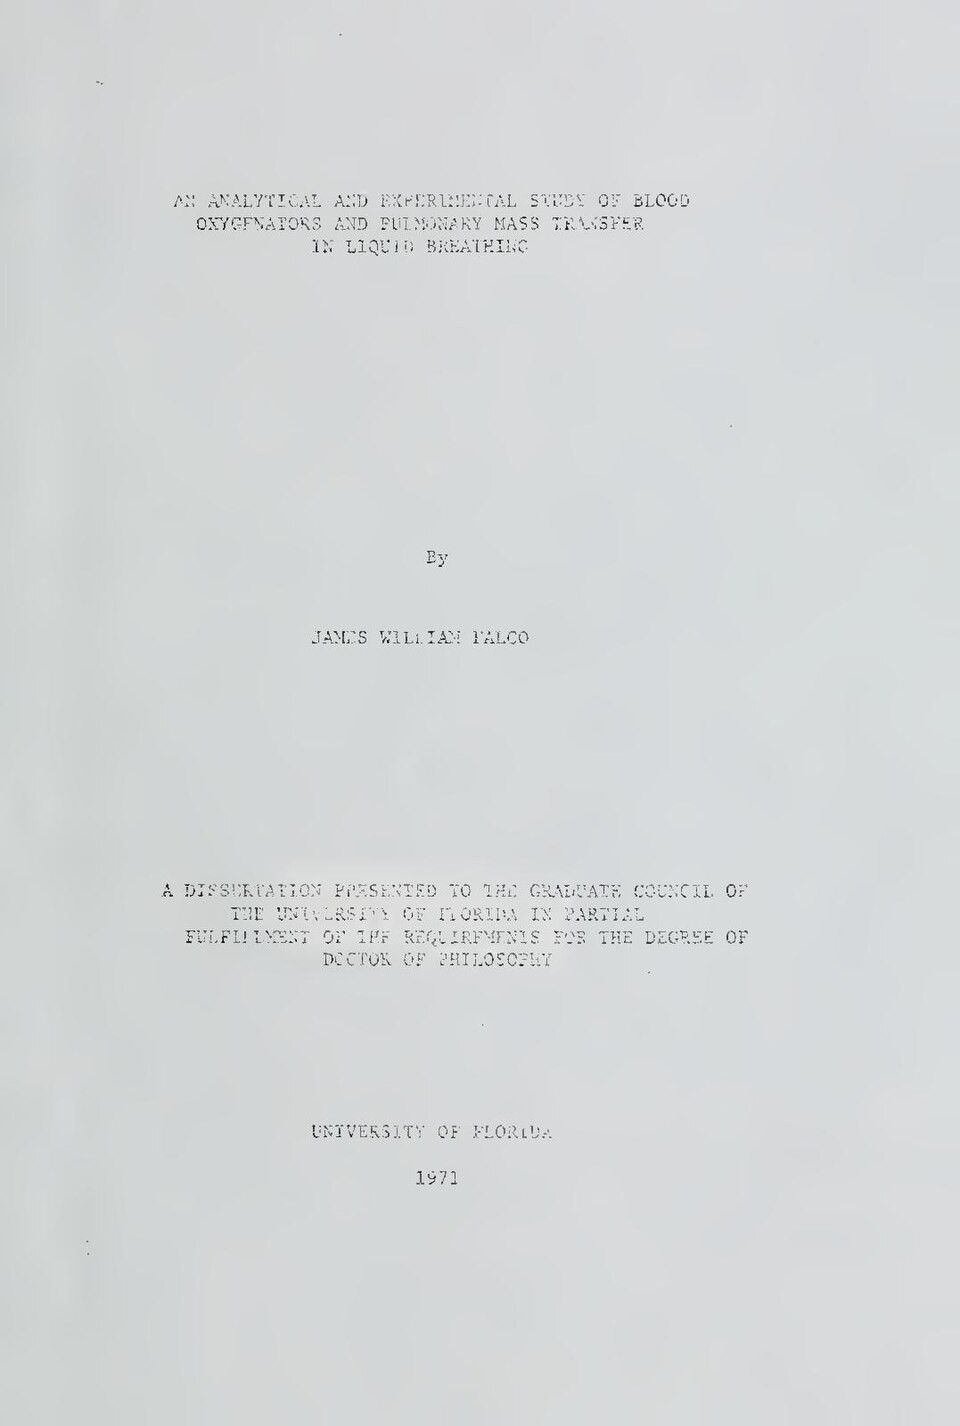 AN ANALYTICAL AND EXPERIMENTAL STUDY OF BLOOD
OXYGENATORS AND PULMONARY MASS TRANSFER
IN LIQUID BREATHING
By
JAMES WILLIAM FALCO
A DISSERTATION PRESENTED TO THE GRADUATE COUNCIL OF
THE UNIVERSITY OF FLORIDA IN PARTIAL
FULFILLMENT OF THE REQUIREMENTS FOR THE DEGREE OF
DOCTOR OF PHILOSOPHY
UNIVERSITY OF FLORIDA
1971